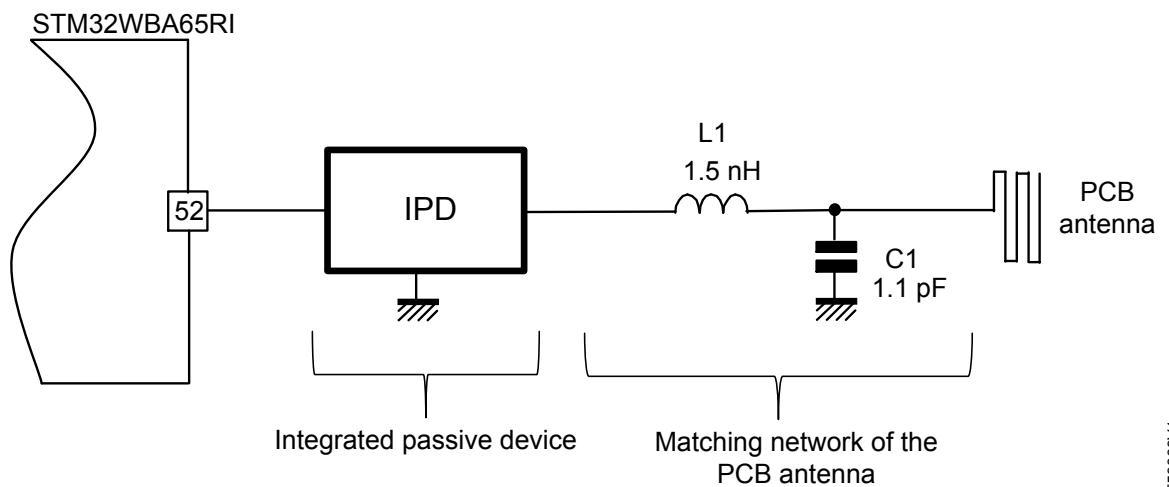 STM32WBA65RI
52
IPD
L1
1.5 nH
C1
1.1 pF
PCB
antenna
Integrated passive device
Matching network of the
PCB antenna